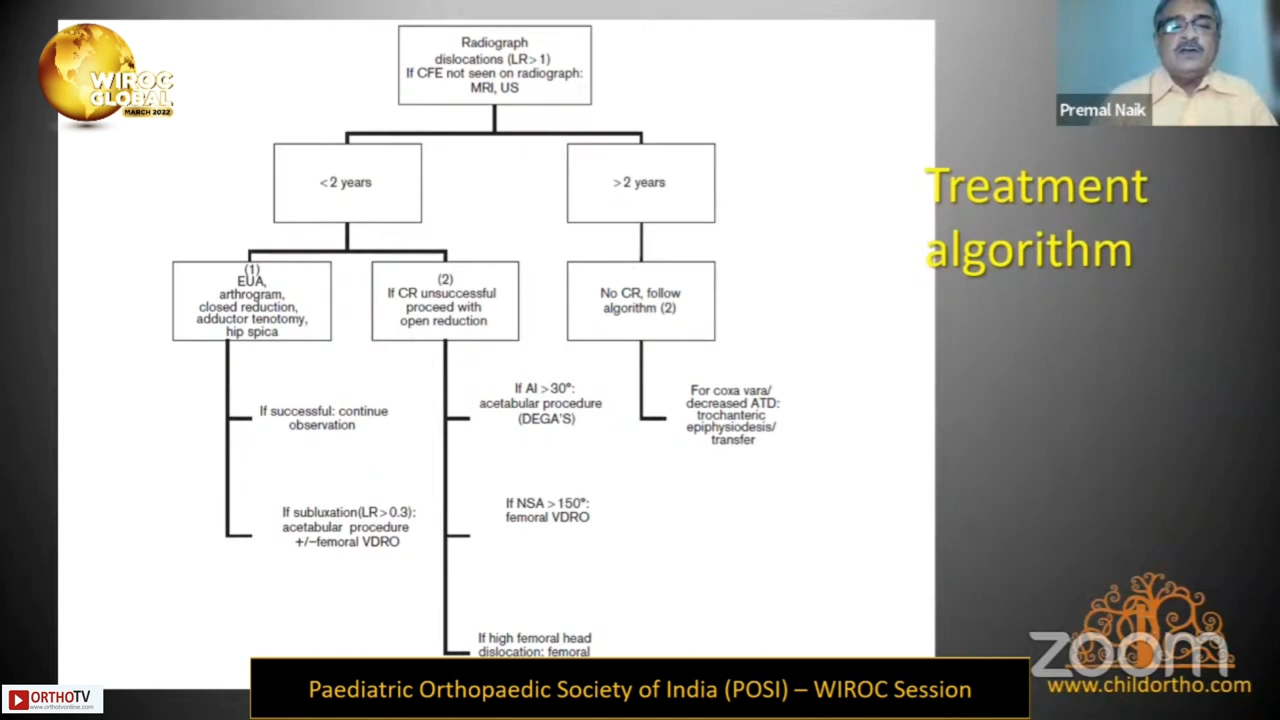 WIROC
GLOBAL
MARCH 2022
Radiograph
dislocations (LR>1)
If CFE not seen on radiograph:
MRI, US
Premal Naik
<2 years
>2 years
Treatment
algorithm
(1)
EUA,
arthrogram,
closed reduction,
adductor tenotomy,
hip spica
(2)
If CR unsuccessful
proceed with
open reduction
No CR, follow
algorithm (2)
If successful: continue
observation
If AI >30°:
acetabular procedure
(DEGA'S)
For coxa vara/
decreased ATD:
trochanteric
epiphysiodesis/
transfer
If subluxation(LR>0.3):
acetabular procedure
+/−femoral VDRO
If NSA >150°:
femoral VDRO
If high femoral head
dislocation: femoral
zoom
www.childortho.com
Paediatric Orthopaedic Society of India (POSI) – WIROC Session
ORTHOTV
www.orthotvonline.com